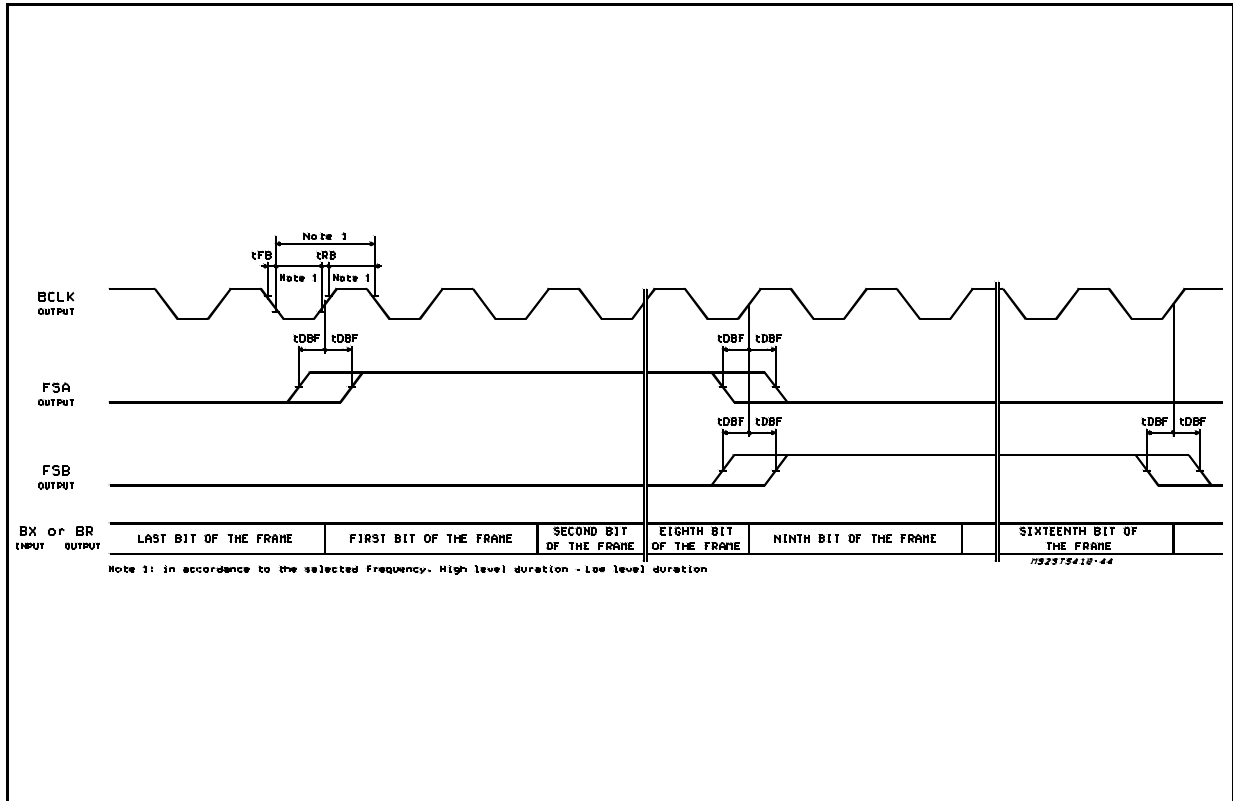 Note 1
tFB tRB
Note 1 Note 1
BCLK
OUTPUT
tDBF tDBF tDBF tDBF
FSA
OUTPUT
tDBF tDBF tDBF tDBF
FSB
OUTPUT
BX or BR
INPUT OUTPUT
LAST BIT OF THE FRAME
FIRST BIT OF THE FRAME
SECOND BIT
OF THE FRAME
EIGHTH BIT
OF THE FRAME
NINTH BIT OF THE FRAME
SIXTEENTH BIT OF
THE FRAME
M92ST5410-44
Note 1: in accordance to the selected frequency. High level duration - Low level duration